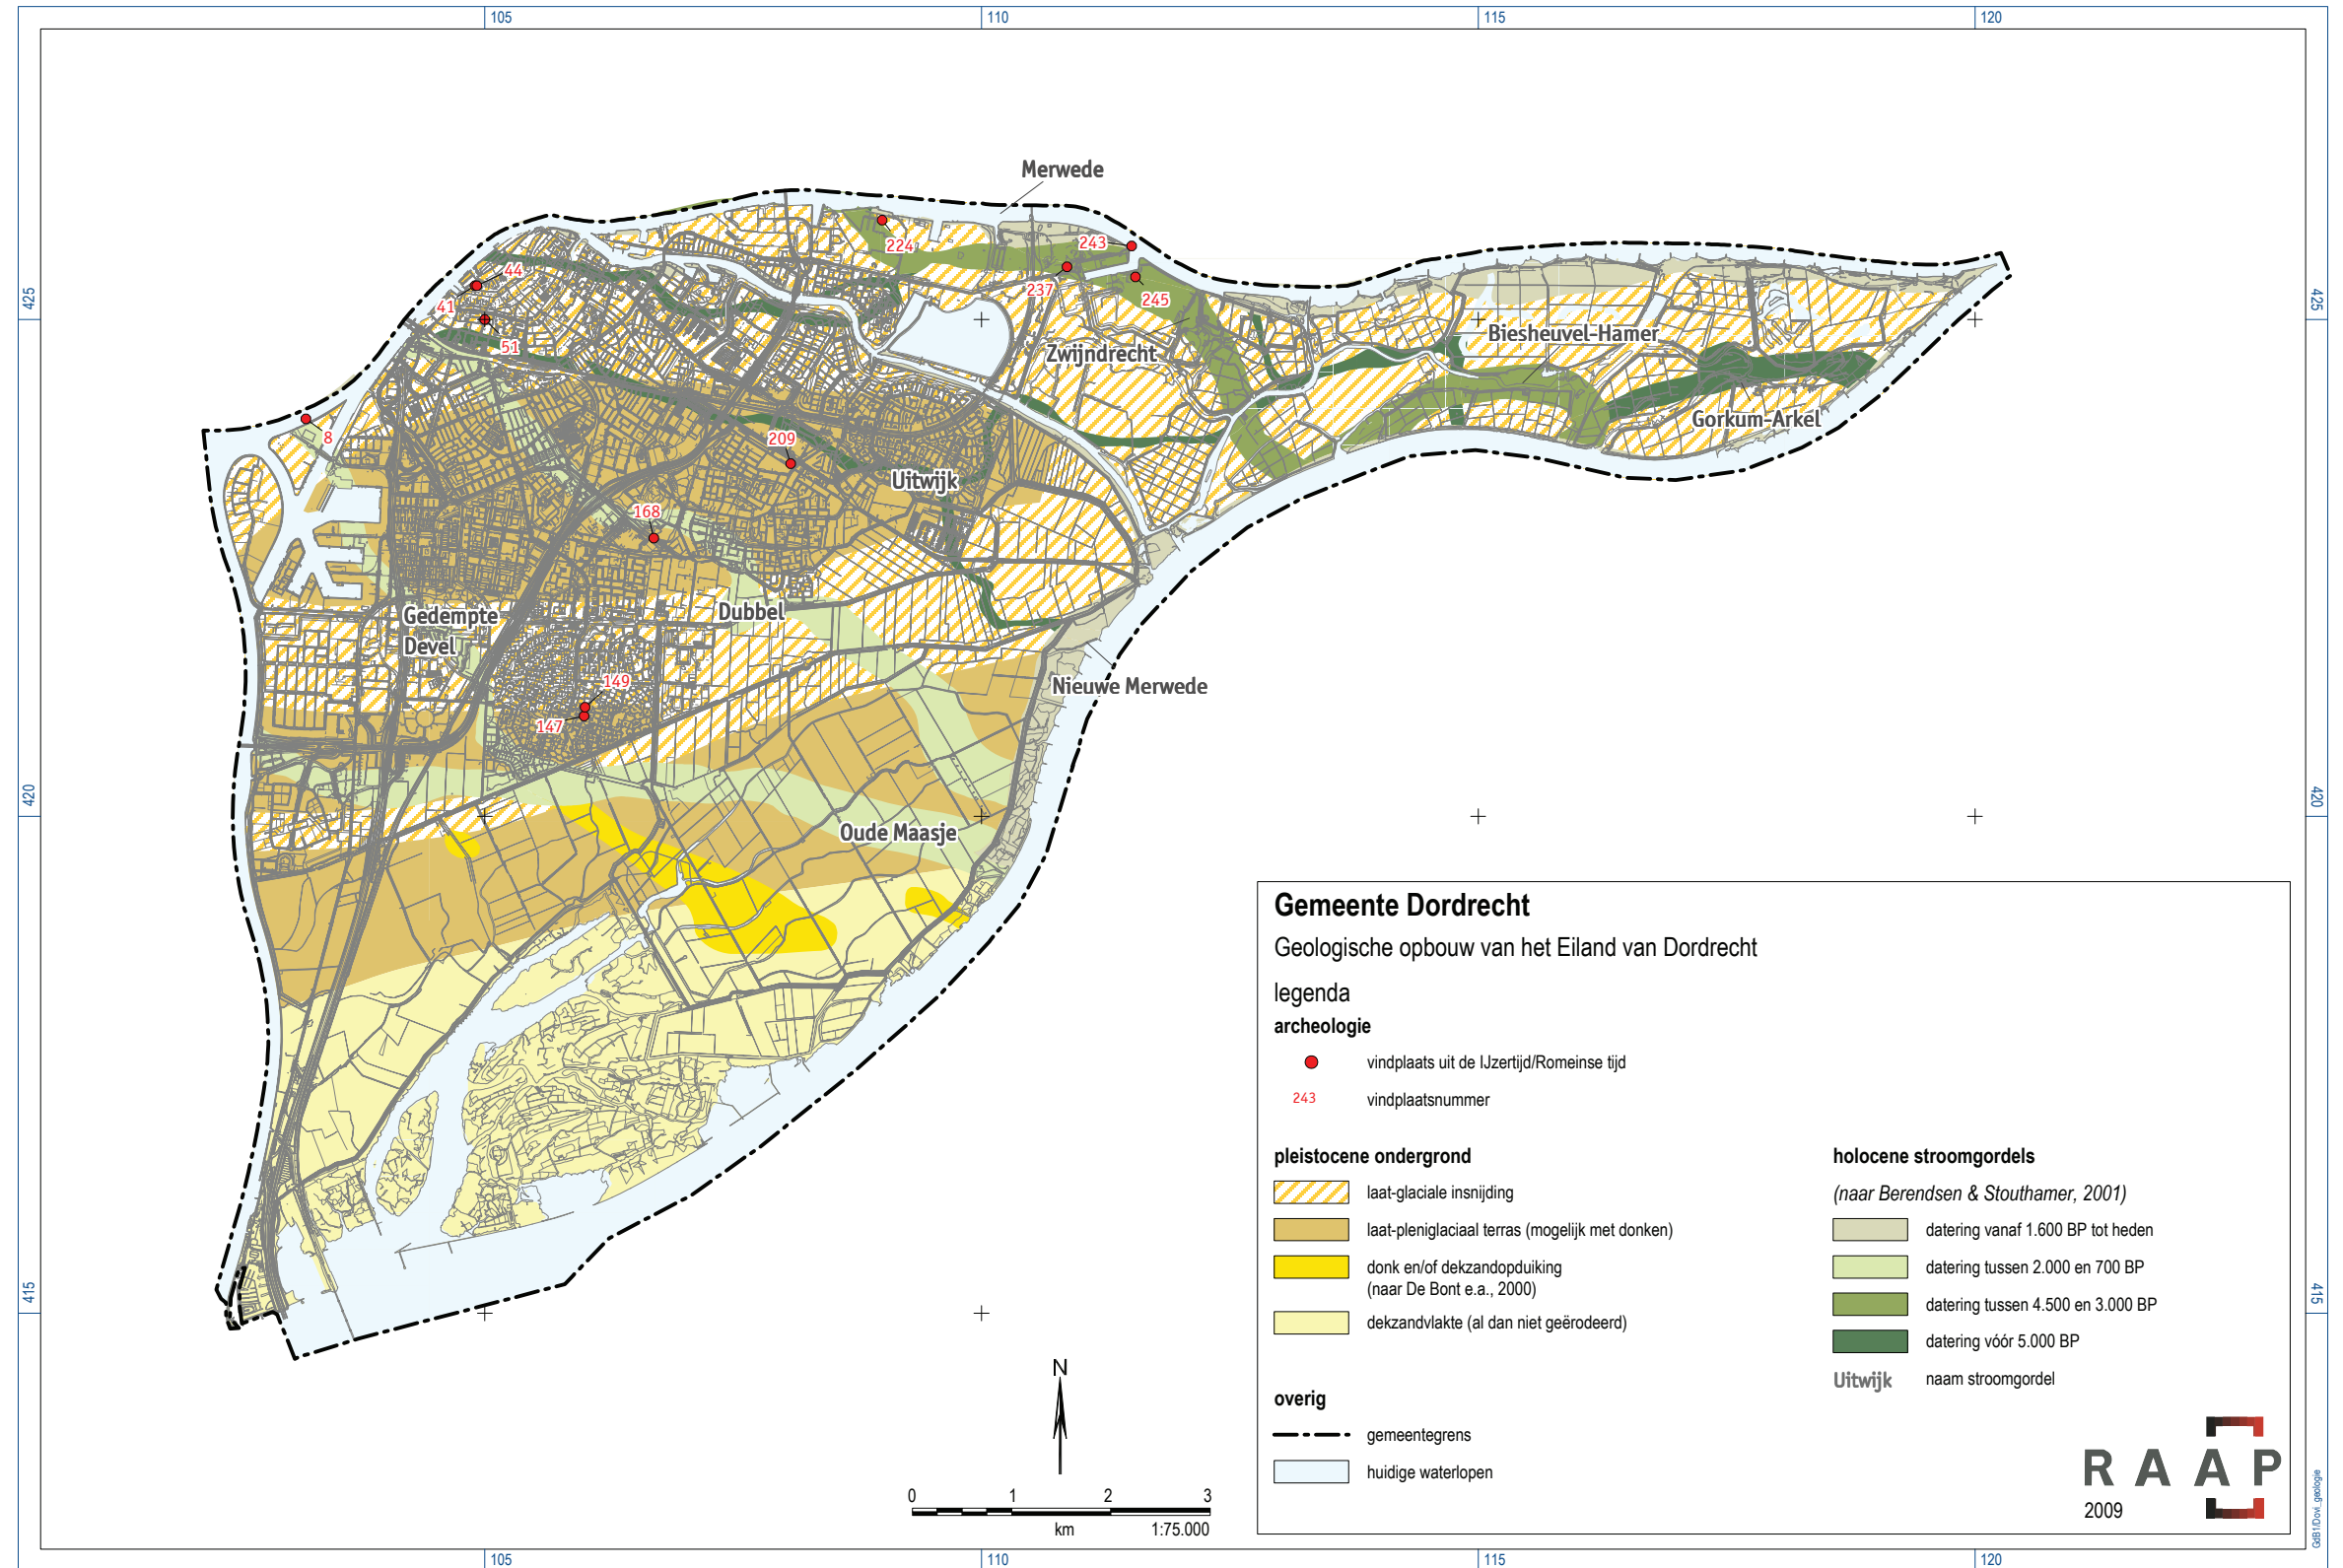 105
110
115
120
Merwede
224
243
44
237
245
41
425
425
51
Biesheuvel-Hamer
Zwijndrecht
Gorkum-Arkel
8
209
Uitwijk
168
Gedempte
Devel
Dubbel
149
Nieuwe Merwede
147
420
420
Oude Maasje
Gemeente Dordrecht
Geologische opbouw van het Eiland van Dordrecht
legenda
archeologie
vindplaats uit de IJzertijd/Romeinse tijd
243 vindplaatsnummer
pleistocene ondergrond
laat-glaciale insnijding
laat-pleniglaciaal terras (mogelijk met donken)
donk en/of dekzandopduiking
(naar De Bont e.a., 2000)
dekzandvlakte (al dan niet geërodeerd)
overig
gemeentegrens
huidige waterlopen
holocene stroomgordels
(naar Berendsen & Stouthamer, 2001)
datering vanaf 1.600 BP tot heden
datering tussen 2.000 en 700 BP
datering tussen 4.500 en 3.000 BP
datering vóór 5.000 BP
Uitwijk naam stroomgordel
415
415
N
0 1 2 3
km 1:75.000
RAAP
2009
105
110
115
120